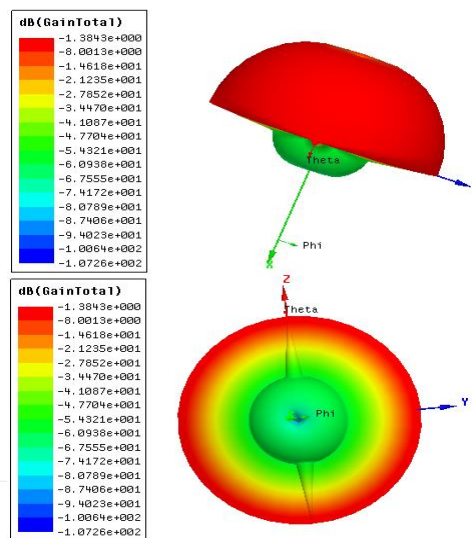 dB(GainTotal)
-1.3843e+000
-8.0013e+000
-1.4618e+001
-2.1235e+001
-2.7852e+001
-3.4470e+001
-4.1087e+001
-4.7704e+001
-5.4321e+001
-6.0938e+001
-6.7555e+001
-7.4172e+001
-8.0789e+001
-8.7406e+001
-9.4023e+001
-1.0064e+002
-1.0726e+002
Theta
Phi
X
dB(GainTotal)
-1.3843e+000
-8.0013e+000
-1.4618e+001
-2.1235e+001
-2.7852e+001
-3.4470e+001
-4.1087e+001
-4.7704e+001
-5.4321e+001
-6.0938e+001
-6.7555e+001
-7.4172e+001
-8.0789e+001
-8.7406e+001
-9.4023e+001
-1.0064e+002
-1.0726e+002
Z
Theta
Y
Phi